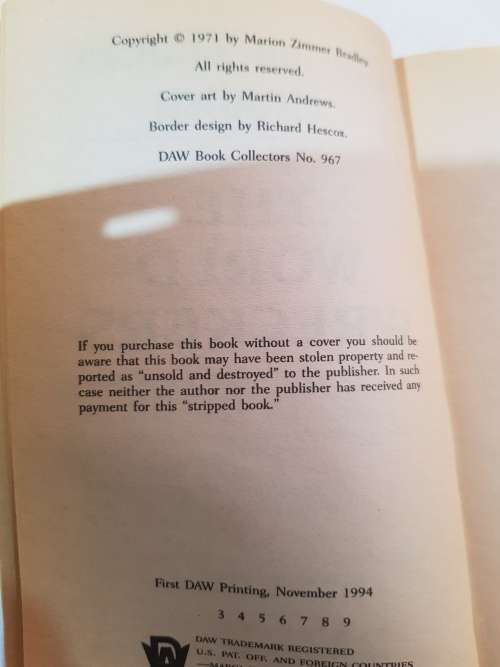 Copyright © 1971 by Marion Zimmer Bradley.
All rights reserved.
Cover art by Martin Andrews.
Border design by Richard Hescox.
DAW Book Collectors No. 967
If you purchase this book without a cover you should be
aware that this book may have been stolen property and re-
ported as “unsold and destroyed” to the publisher. In such
case neither the author nor the publisher has received any
payment for this “stripped book.”
First DAW Printing, November 1994
3 4 5 6 7 8 9
DAW TRADEMARK REGISTERED
U.S. PAT. OFF. AND FOREIGN COUNTRIES